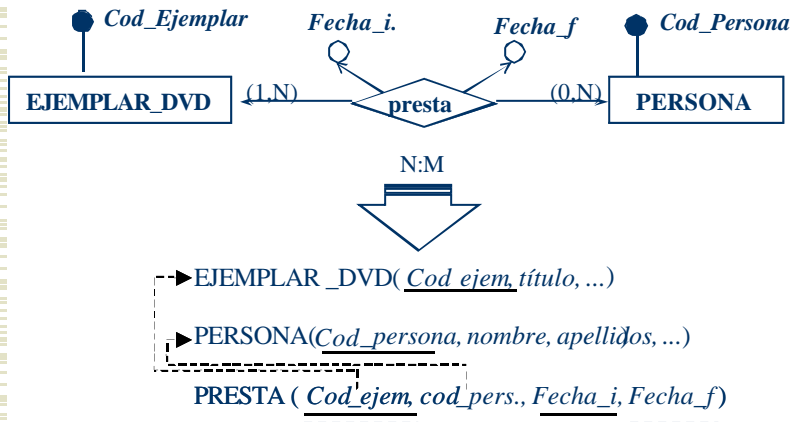 Cod_Ejemplar Fecha_i. Fecha_f Cod_Persona
EJEMPLAR_DVD (1,N) presta (0,N) PERSONA
N:M
EJEMPLAR _DVD( Cod_ejem, título, ...)
PERSONA(Cod_persona, nombre, apellidos, ...)
PRESTA ( Cod_ejem, cod_pers., Fecha_i, Fecha_f)